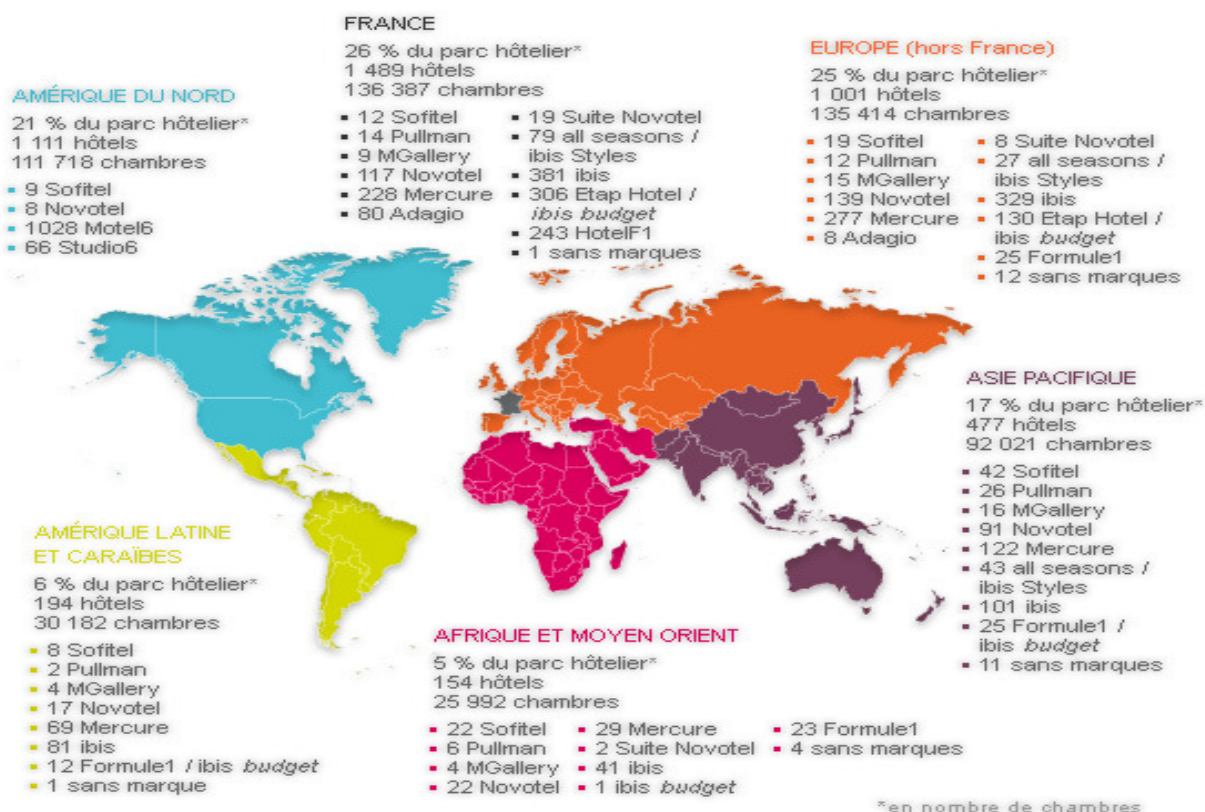 FRANCE
26 % du parc hôtelier*
1 489 hôtels
136 387 chambres
▪ 12 Sofitel
▪ 14 Pullman
▪ 9 MGallery
▪ 117 Novotel
▪ 228 Mercure
▪ 80 Adagio
▪ 19 Suite Novotel
▪ 79 all seasons /
ibis Styles
▪ 381 ibis
▪ 306 Etap Hotel /
ibis budget
▪ 243 HotelF1
▪ 1 sans marques
EUROPE (hors France)
25 % du parc hôtelier*
1 001 hôtels
135 414 chambres
▪ 19 Sofitel
▪ 12 Pullman
▪ 15 MGallery
▪ 139 Novotel
▪ 277 Mercure
▪ 8 Adagio
▪ 8 Suite Novotel
▪ 27 all seasons /
ibis Styles
▪ 329 ibis
▪ 130 Etap Hotel /
ibis budget
▪ 25 Formule1
▪ 12 sans marques
AMÉRIQUE DU NORD
21 % du parc hôtelier*
1 111 hôtels
111 718 chambres
▪ 9 Sofitel
▪ 8 Novotel
▪ 1028 Motel6
▪ 66 Studio6
ASIE PACIFIQUE
17 % du parc hôtelier*
477 hôtels
92 021 chambres
▪ 42 Sofitel
▪ 26 Pullman
▪ 16 MGallery
▪ 91 Novotel
▪ 122 Mercure
▪ 43 all seasons /
ibis Styles
▪ 101 ibis
▪ 25 Formule1 /
ibis budget
▪ 11 sans marques
AMÉRIQUE LATINE
ET CARAÏBES
6 % du parc hôtelier*
194 hôtels
30 182 chambres
▪ 8 Sofitel
▪ 2 Pullman
▪ 4 MGallery
▪ 17 Novotel
▪ 69 Mercure
▪ 81 ibis
▪ 12 Formule1 / ibis budget
▪ 1 sans marque
AFRIQUE ET MOYEN ORIENT
5 % du parc hôtelier*
154 hôtels
25 992 chambres
▪ 22 Sofitel
▪ 6 Pullman
▪ 4 MGallery
▪ 22 Novotel
▪ 29 Mercure
▪ 2 Suite Novotel
▪ 41 ibis
▪ 1 ibis budget
▪ 23 Formule1
▪ 4 sans marques
*en nombre de chambres